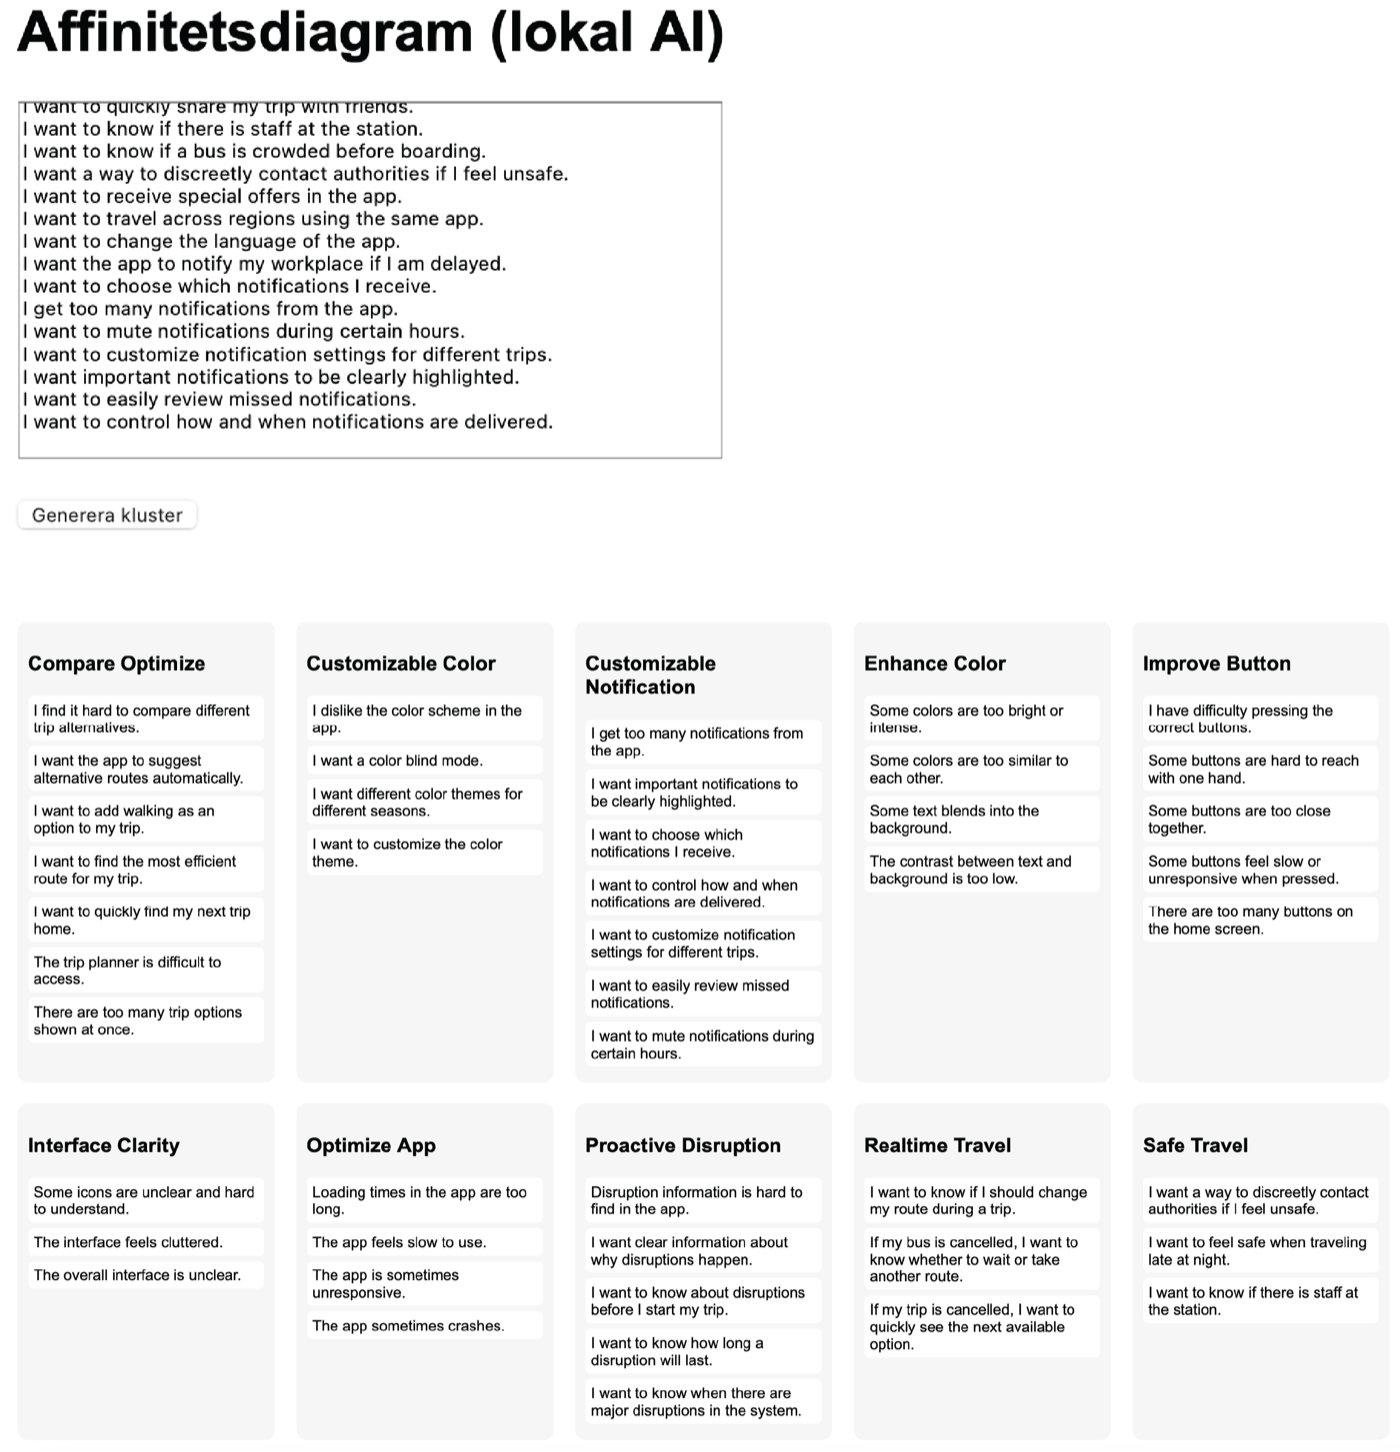 Affinitetsdiagram (lokal AI)
I want to quickly share my trip with friends.
I want to know if there is staff at the station.
I want to know if a bus is crowded before boarding.
I want a way to discreetly contact authorities if I feel unsafe.
I want to receive special offers in the app.
I want to travel across regions using the same app.
I want to change the language of the app.
I want the app to notify my workplace if I am delayed.
I want to choose which notifications I receive.
I get too many notifications from the app.
I want to mute notifications during certain hours.
I want to customize notification settings for different trips.
I want important notifications to be clearly highlighted.
I want to easily review missed notifications.
I want to control how and when notifications are delivered.
Generera kluster
Compare Optimize
I find it hard to compare different
trip alternatives.
I want the app to suggest
alternative routes automatically.
I want to add walking as an
option to my trip.
I want to find the most efficient
route for my trip.
I want to quickly find my next trip
home.
The trip planner is difficult to
access.
There are too many trip options
shown at once.
Customizable Color
I dislike the color scheme in the
app.
I want a color blind mode.
I want different color themes for
different seasons.
I want to customize the color
theme.
Customizable
Notification
I get too many notifications from
the app.
I want important notifications to
be clearly highlighted.
I want to choose which
notifications I receive.
I want to control how and when
notifications are delivered.
I want to customize notification
settings for different trips.
I want to easily review missed
notifications.
I want to mute notifications during
certain hours.
Enhance Color
Some colors are too bright or
intense.
Some colors are too similar to
each other.
Some text blends into the
background.
The contrast between text and
background is too low.
Improve Button
I have difficulty pressing the
correct buttons.
Some buttons are hard to reach
with one hand.
Some buttons are too close
together.
Some buttons feel slow or
unresponsive when pressed.
There are too many buttons on
the home screen.
Interface Clarity
Some icons are unclear and hard
to understand.
The interface feels cluttered.
The overall interface is unclear.
Optimize App
Loading times in the app are too
long.
The app feels slow to use.
The app is sometimes
unresponsive.
The app sometimes crashes.
Proactive Disruption
Disruption information is hard to
find in the app.
I want clear information about
why disruptions happen.
I want to know about disruptions
before I start my trip.
I want to know how long a
disruption will last.
I want to know when there are
major disruptions in the system.
Realtime Travel
I want to know if I should change
my route during a trip.
If my bus is cancelled, I want to
know whether to wait or take
another route.
If my trip is cancelled, I want to
quickly see the next available
option.
Safe Travel
I want a way to discreetly contact
authorities if I feel unsafe.
I want to feel safe when traveling
late at night.
I want to know if there is staff at
the station.